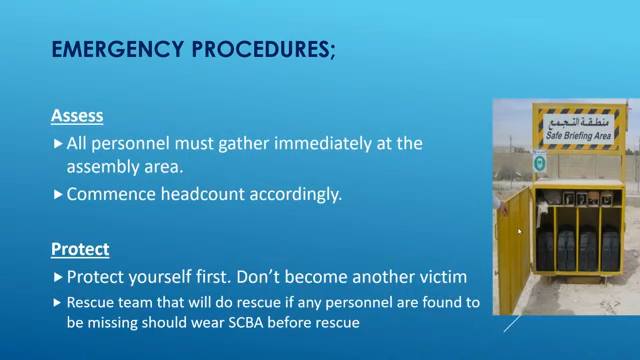 EMERGENCY PROCEDURES;
Assess
All personnel must gather immediately at the
assembly area.
Commence headcount accordingly.
Protect
Protect yourself first. Don’t become another victim
Rescue team that will do rescue if any personnel are found to
be missing should wear SCBA before rescue
منطقة التجمع
Safe Briefing Area